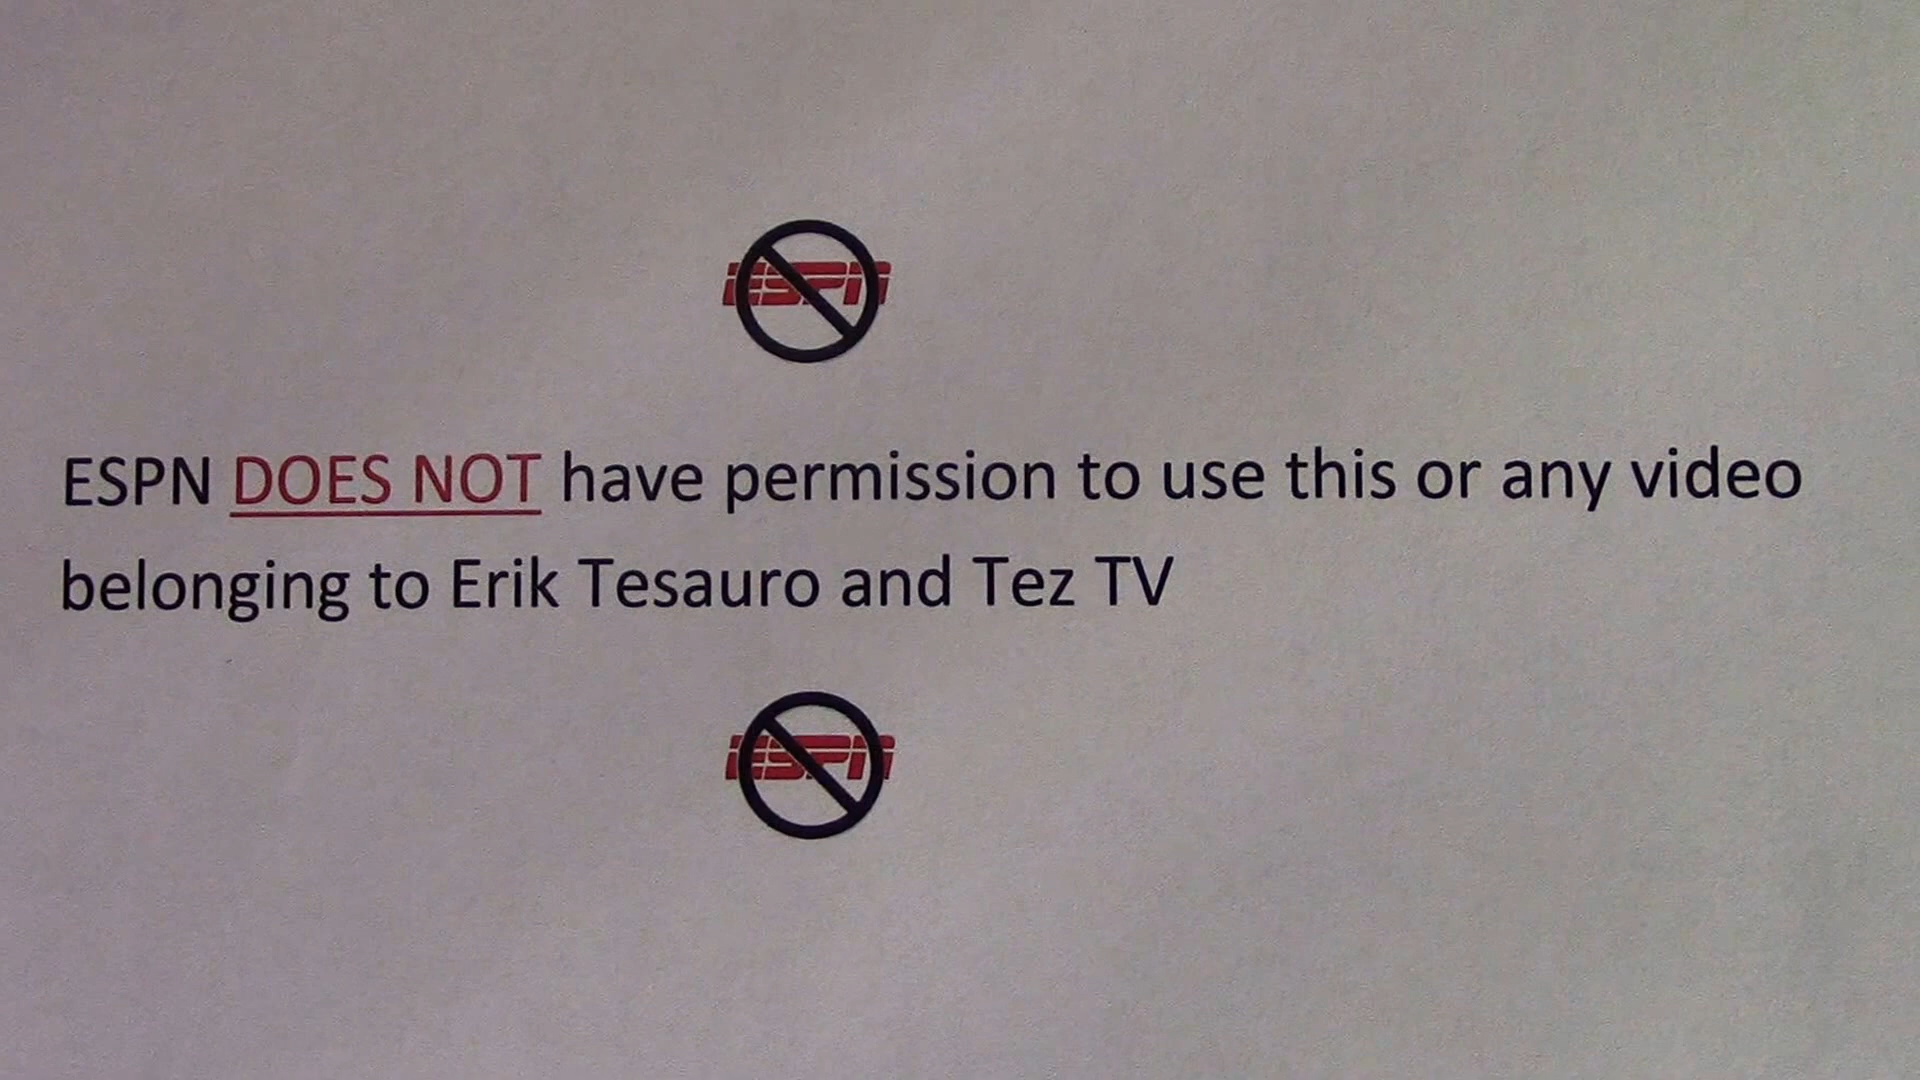 ESPN
ESPN DOES NOT have permission to use this or any video
belonging to Erik Tesauro and Tez TV
ESPN